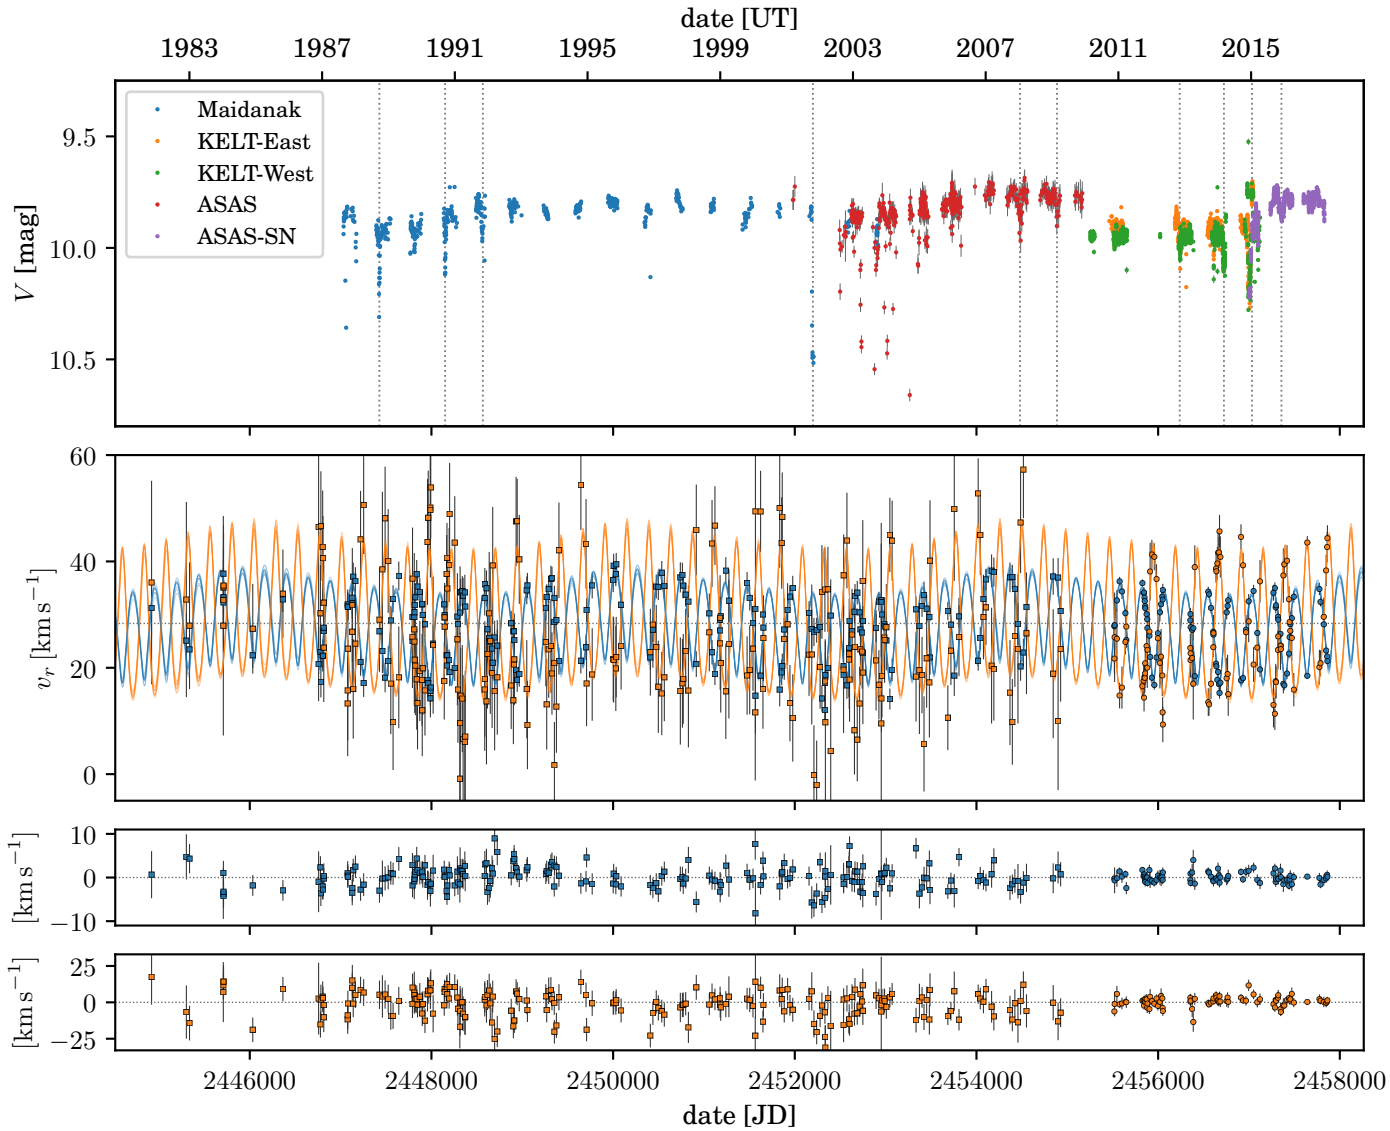 date [UT]
1983 1987 1991 1995 1999 2003 2007 2011 2015
Maidanak
KELT-East
KELT-West
ASAS
ASAS-SN
9.5
10.0
10.5
V [mag]
60
40
20
0
v_r [km s⁻¹]
10
0
−10
[km s⁻¹]
25
0
−25
[km s⁻¹]
2446000 2448000 2450000 2452000 2454000 2456000 2458000
date [JD]